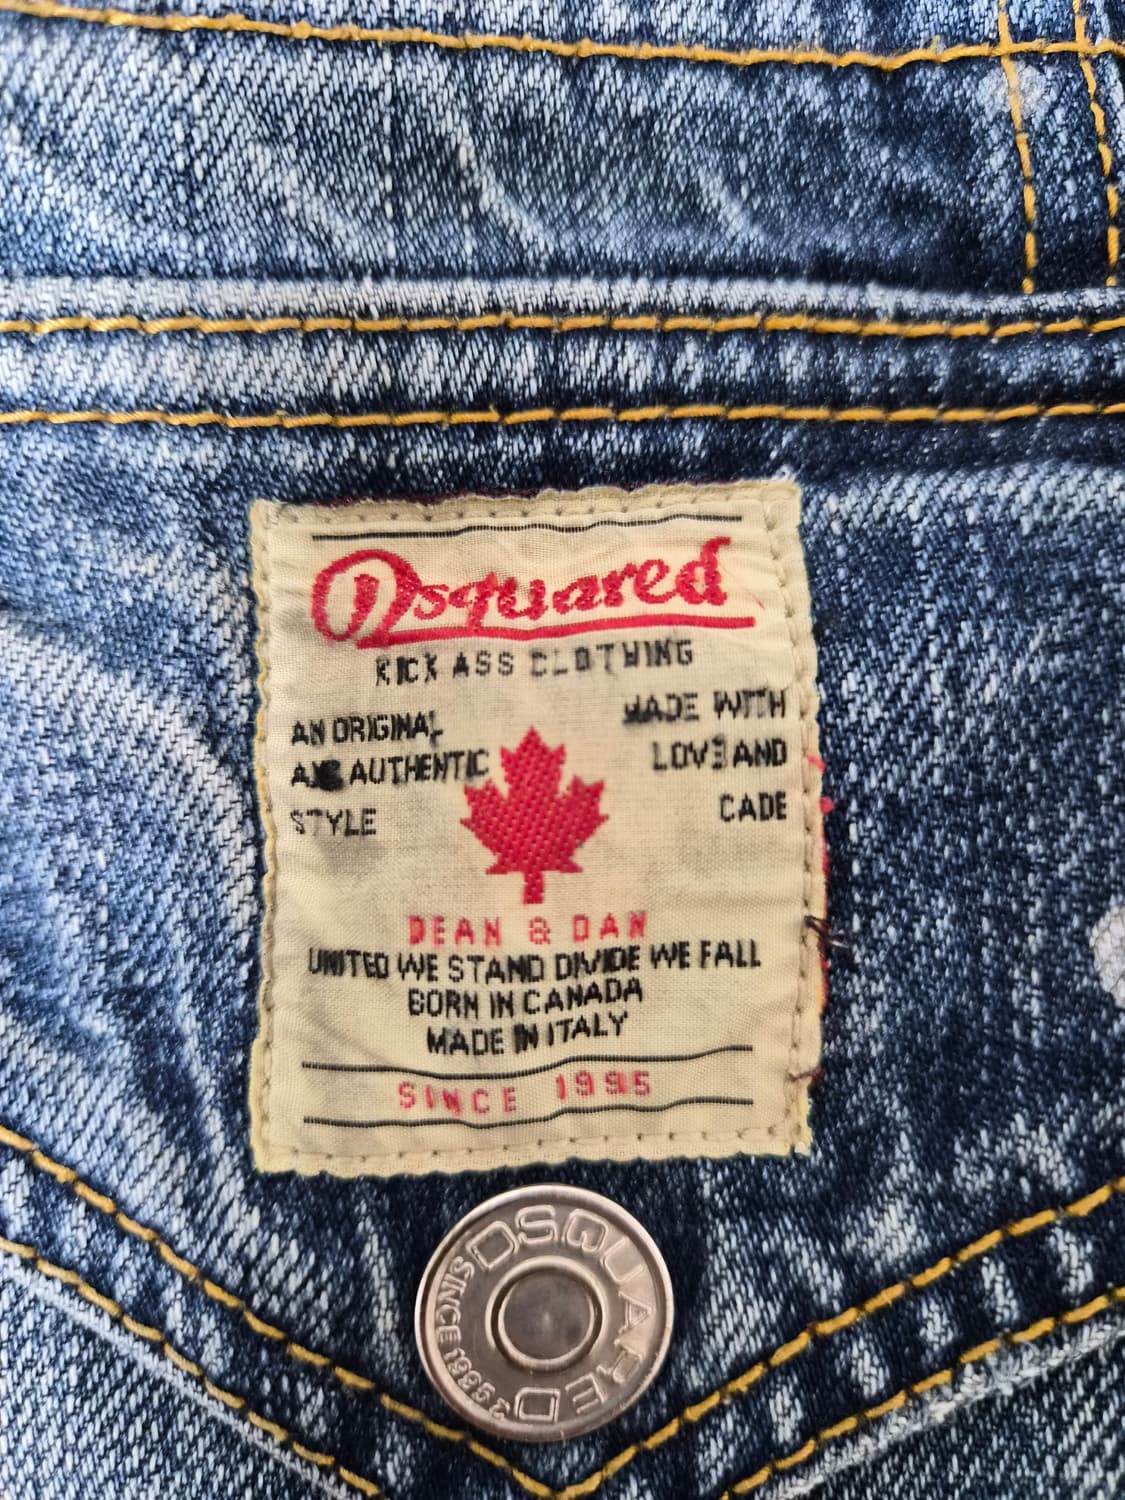 Dsquared
KICK ASS CLOTHING
AN ORIGINAL
AND AUTHENTIC
STYLE
MADE WITH
LOVE AND
CADE
DEAN & DAN
UNITED WE STAND DIVIDE WE FALL
BORN IN CANADA
MADE IN ITALY
SINCE 1995
DSQUARED2
SINCE 1995